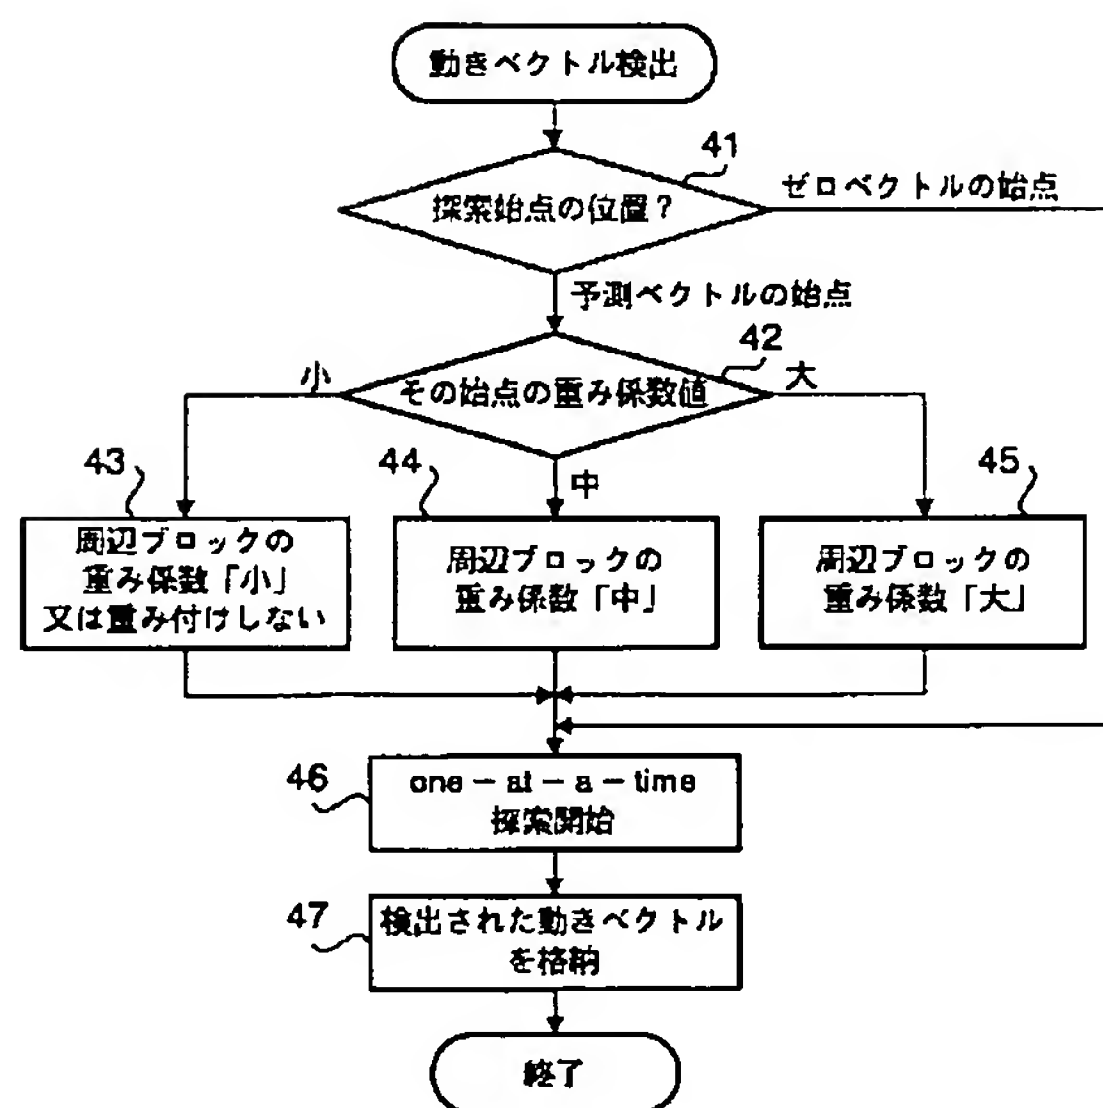 動きベクトル検出
41
探索始点の位置？
ゼロベクトルの始点
予測ベクトルの始点
42
その始点の重み係数値
小
大
中
43
周辺ブロックの
重み係数「小」
又は重み付けしない
44
周辺ブロックの
重み係数「中」
45
周辺ブロックの
重み係数「大」
46
one－at－a－time
探索開始
47
検出された動きベクトル
を格納
終了